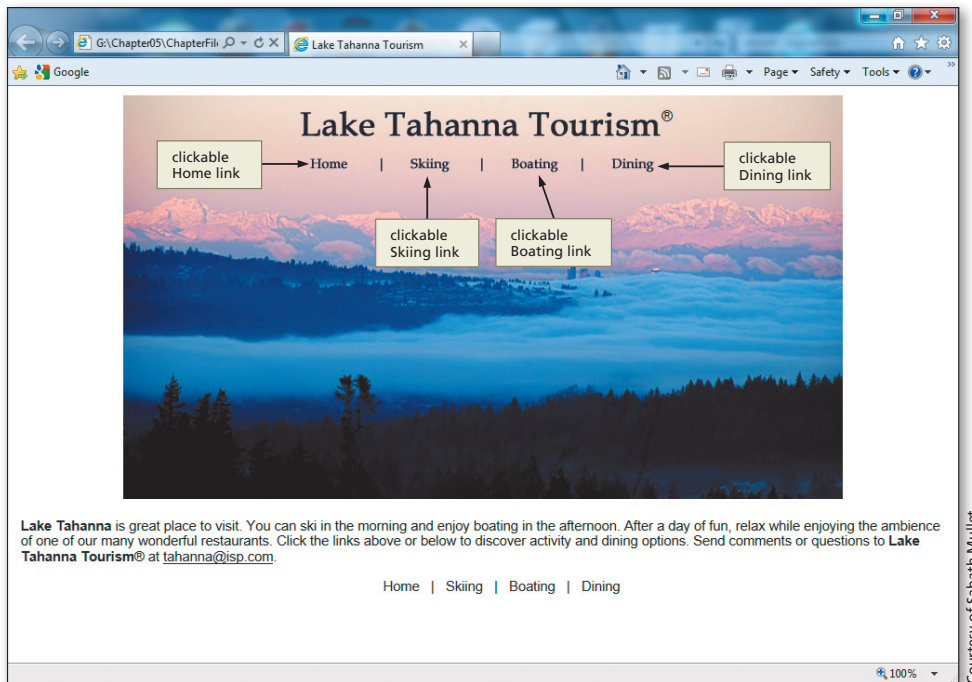 G:\Chapter05\ChapterFil
Lake Tahanna Tourism
Google
Page
Safety
Tools
Lake Tahanna Tourism®
clickable
Home link
Home | Skiing | Boating | Dining
clickable
Dining link
clickable
Skiing link
clickable
Boating link
Lake Tahanna is great place to visit. You can ski in the morning and enjoy boating in the afternoon. After a day of fun, relax while enjoying the ambience
of one of our many wonderful restaurants. Click the links above or below to discover activity and dining options. Send comments or questions to Lake
Tahanna Tourism® at tahanna@isp.com.
Home | Skiing | Boating | Dining
100%
Courtesy of Sabath Mullet